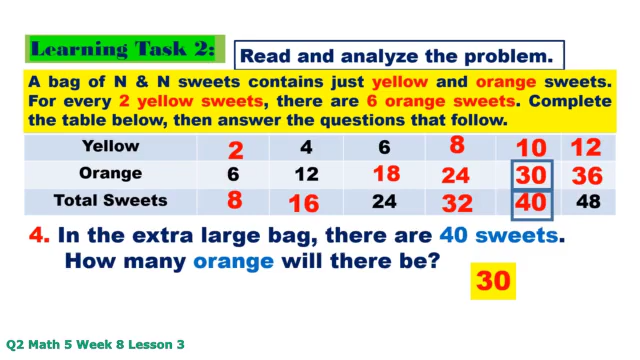 Learning Task 2:
Read and analyze the problem.
A bag of N & N sweets contains just yellow and orange sweets.
For every 2 yellow sweets, there are 6 orange sweets. Complete
the table below, then answer the questions that follow.
Yellow 2 4 6 8 10 12
Orange 6 12 18 24 30 36
Total Sweets 8 16 24 32 40 48
4. In the extra large bag, there are 40 sweets.
How many orange will there be?
30
Q2 Math 5 Week 8 Lesson 3